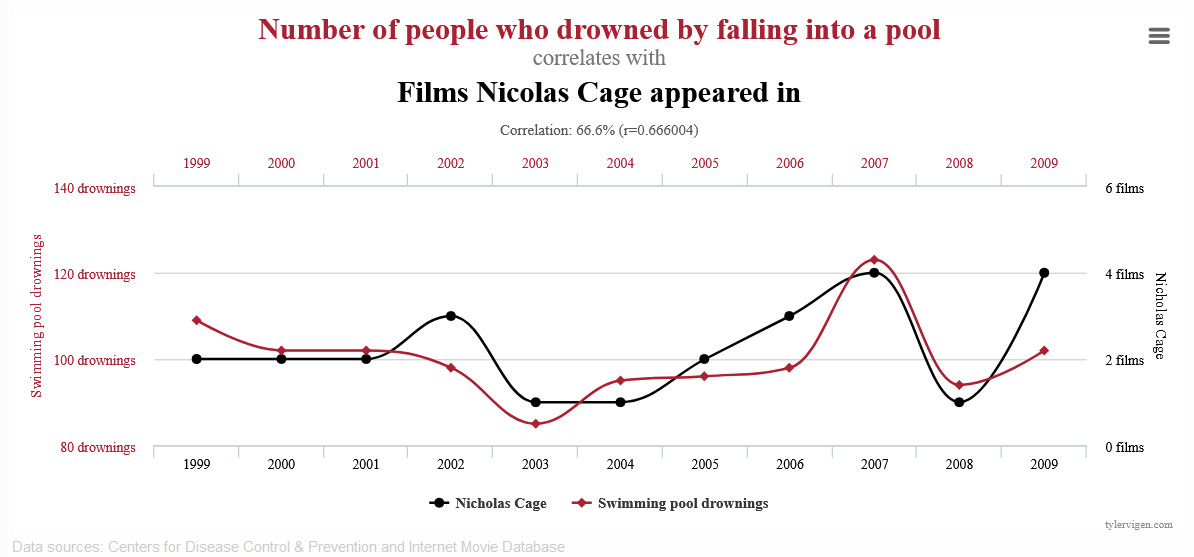 Number of people who drowned by falling into a pool
correlates with
Films Nicolas Cage appeared in
Correlation: 66.6% (r=0.666004)
1999 2000 2001 2002 2003 2004 2005 2006 2007 2008 2009
140 drownings 6 films
120 drownings 4 films
100 drownings 2 films
80 drownings 0 films
Swimming pool drownings
Nicholas Cage
1999 2000 2001 2002 2003 2004 2005 2006 2007 2008 2009
Nicholas Cage Swimming pool drownings
tylervigen.com
Data sources: Centers for Disease Control & Prevention and Internet Movie Database